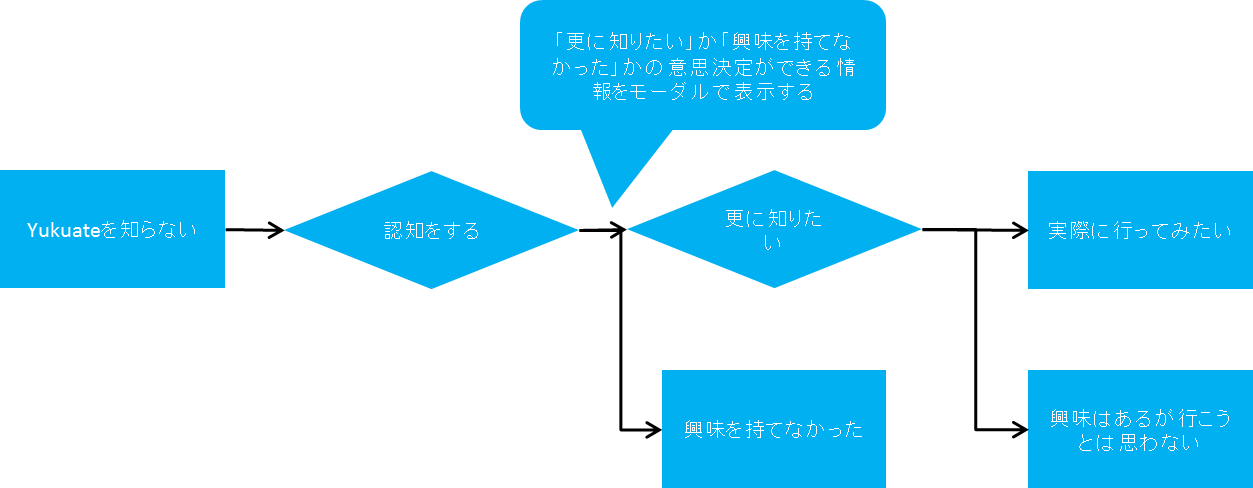 「更に知りたい」か「興味を持てな
かった」かの意思決定ができる情
報をモーダルで表示する
Yukuateを知らない
認知をする
更に知りた
い
実際に行ってみたい
興味を持てなかった
興味はあるが行こう
とは思わない